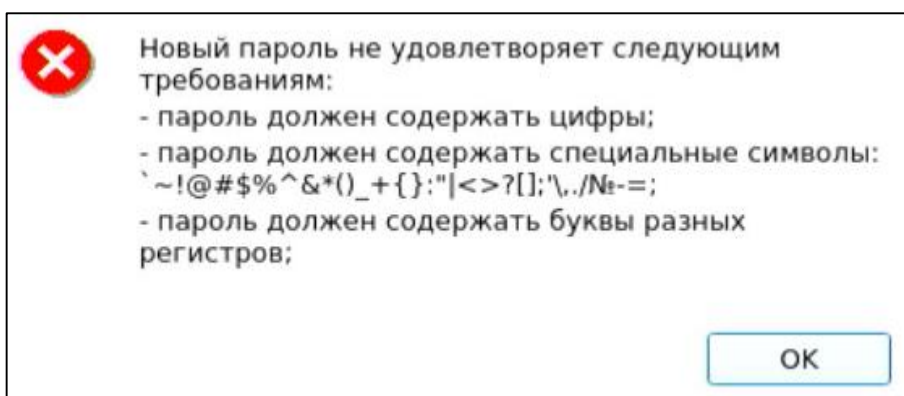 Новый пароль не удовлетворяет следующим
требованиям:
- пароль должен содержать цифры;
- пароль должен содержать специальные символы:
`~!@#$%^&*()_+{}:"|<>?[];'\,./№-=;
- пароль должен содержать буквы разных
регистров;
OK